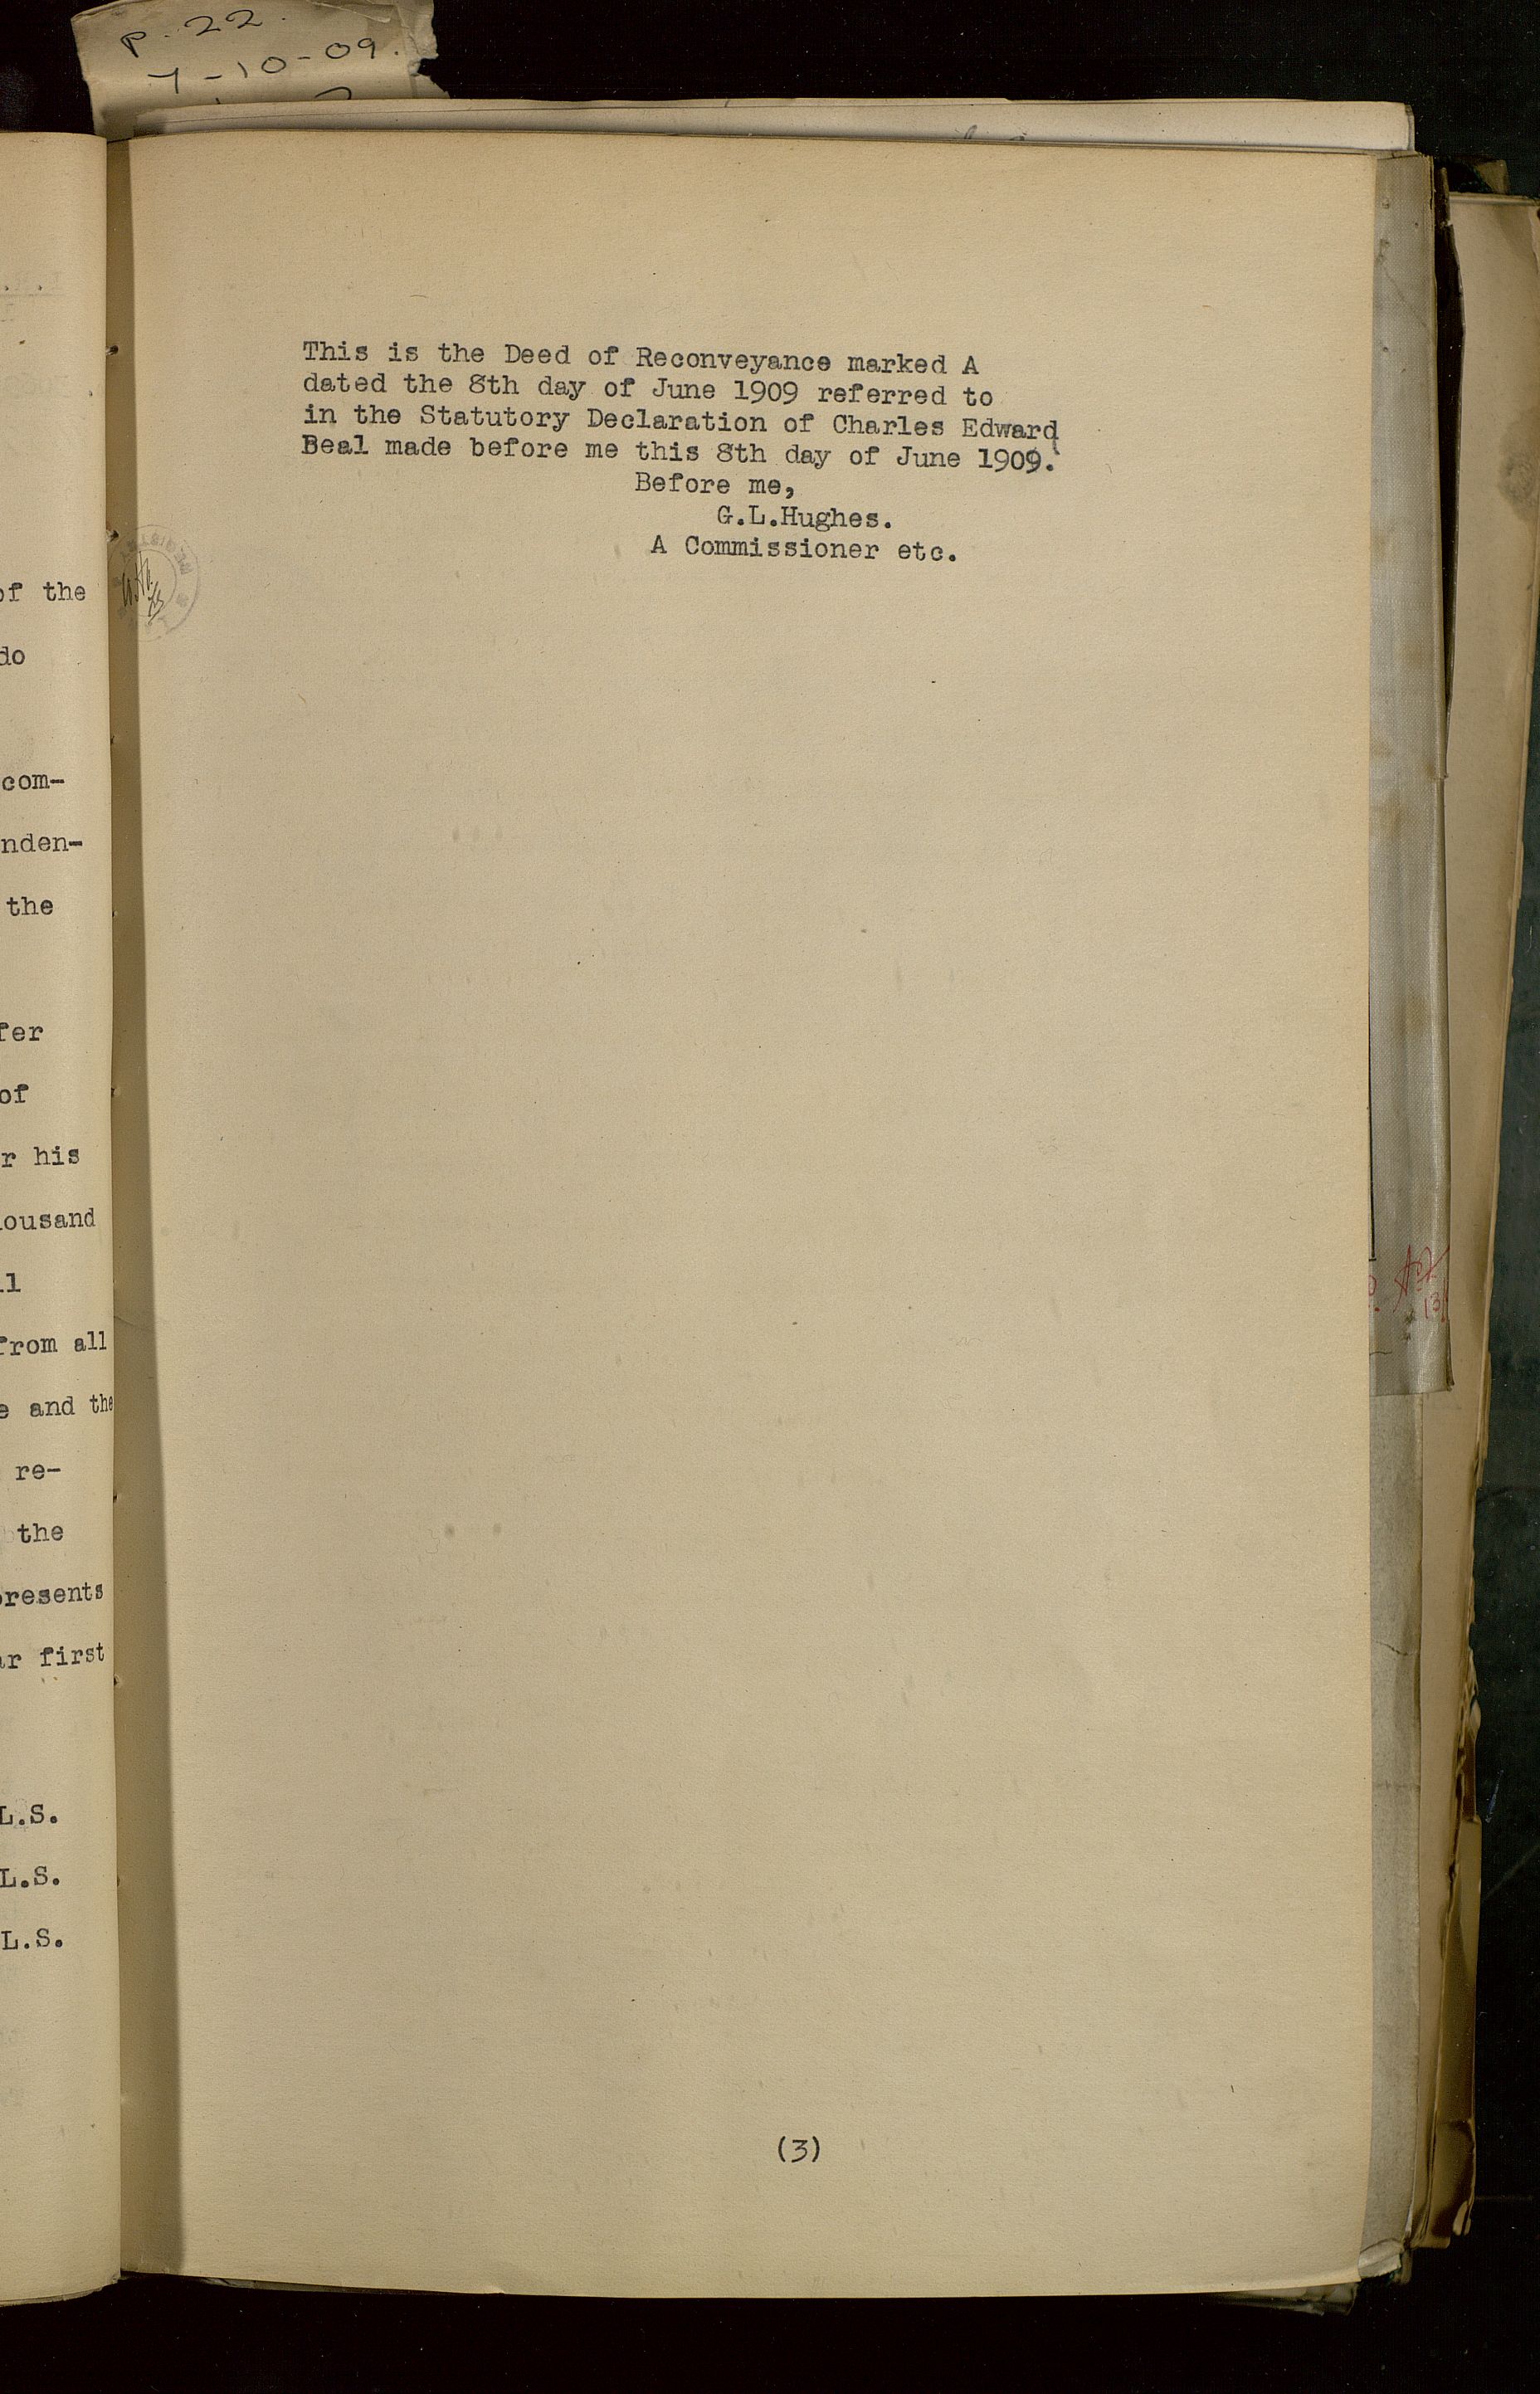 p. 22.
7-10-09.
of the
do
com-
nden-
the
fer
of
r his
ousand
from all
e and the
re-
the
presents
ar first
L.S.
L.S.
L.S.
This is the Deed of Reconveyance marked A
dated the 8th day of June 1909 referred to
in the Statutory Declaration of Charles Edward
Beal made before me this 8th day of June 1909.
Before me,
G.L.Hughes.
A Commissioner etc.
(3)